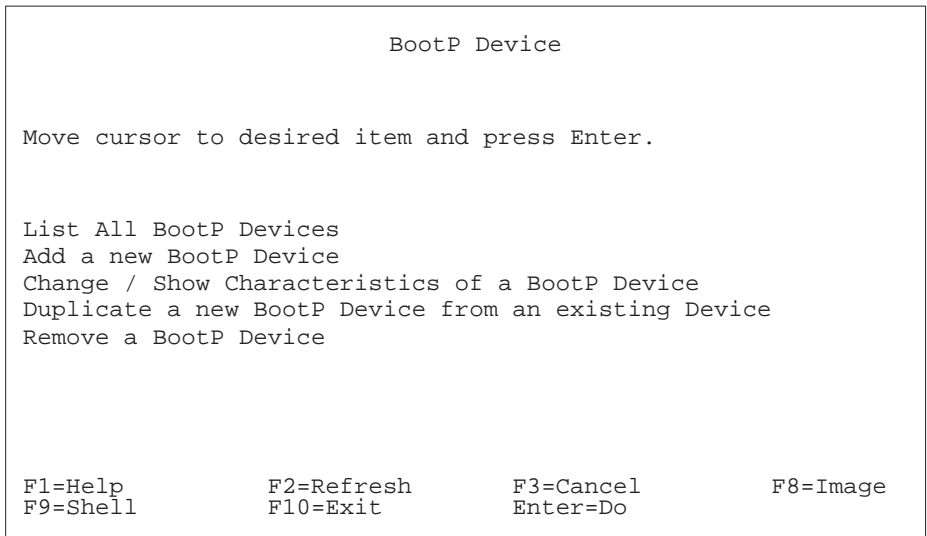 BootP Device
Move cursor to desired item and press Enter.
List All BootP Devices
Add a new BootP Device
Change / Show Characteristics of a BootP Device
Duplicate a new BootP Device from an existing Device
Remove a BootP Device
F1=Help F2=Refresh F3=Cancel F8=Image
F9=Shell F10=Exit Enter=Do